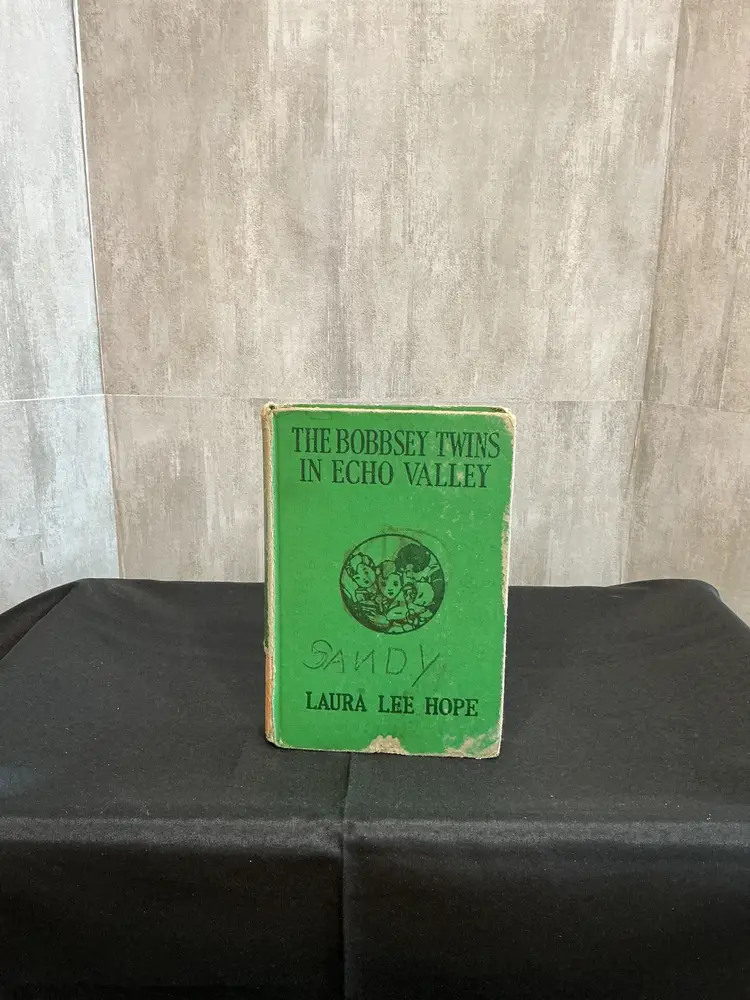 THE BOBBSEY TWINS
IN ECHO VALLEY
SANDY
LAURA LEE HOPE